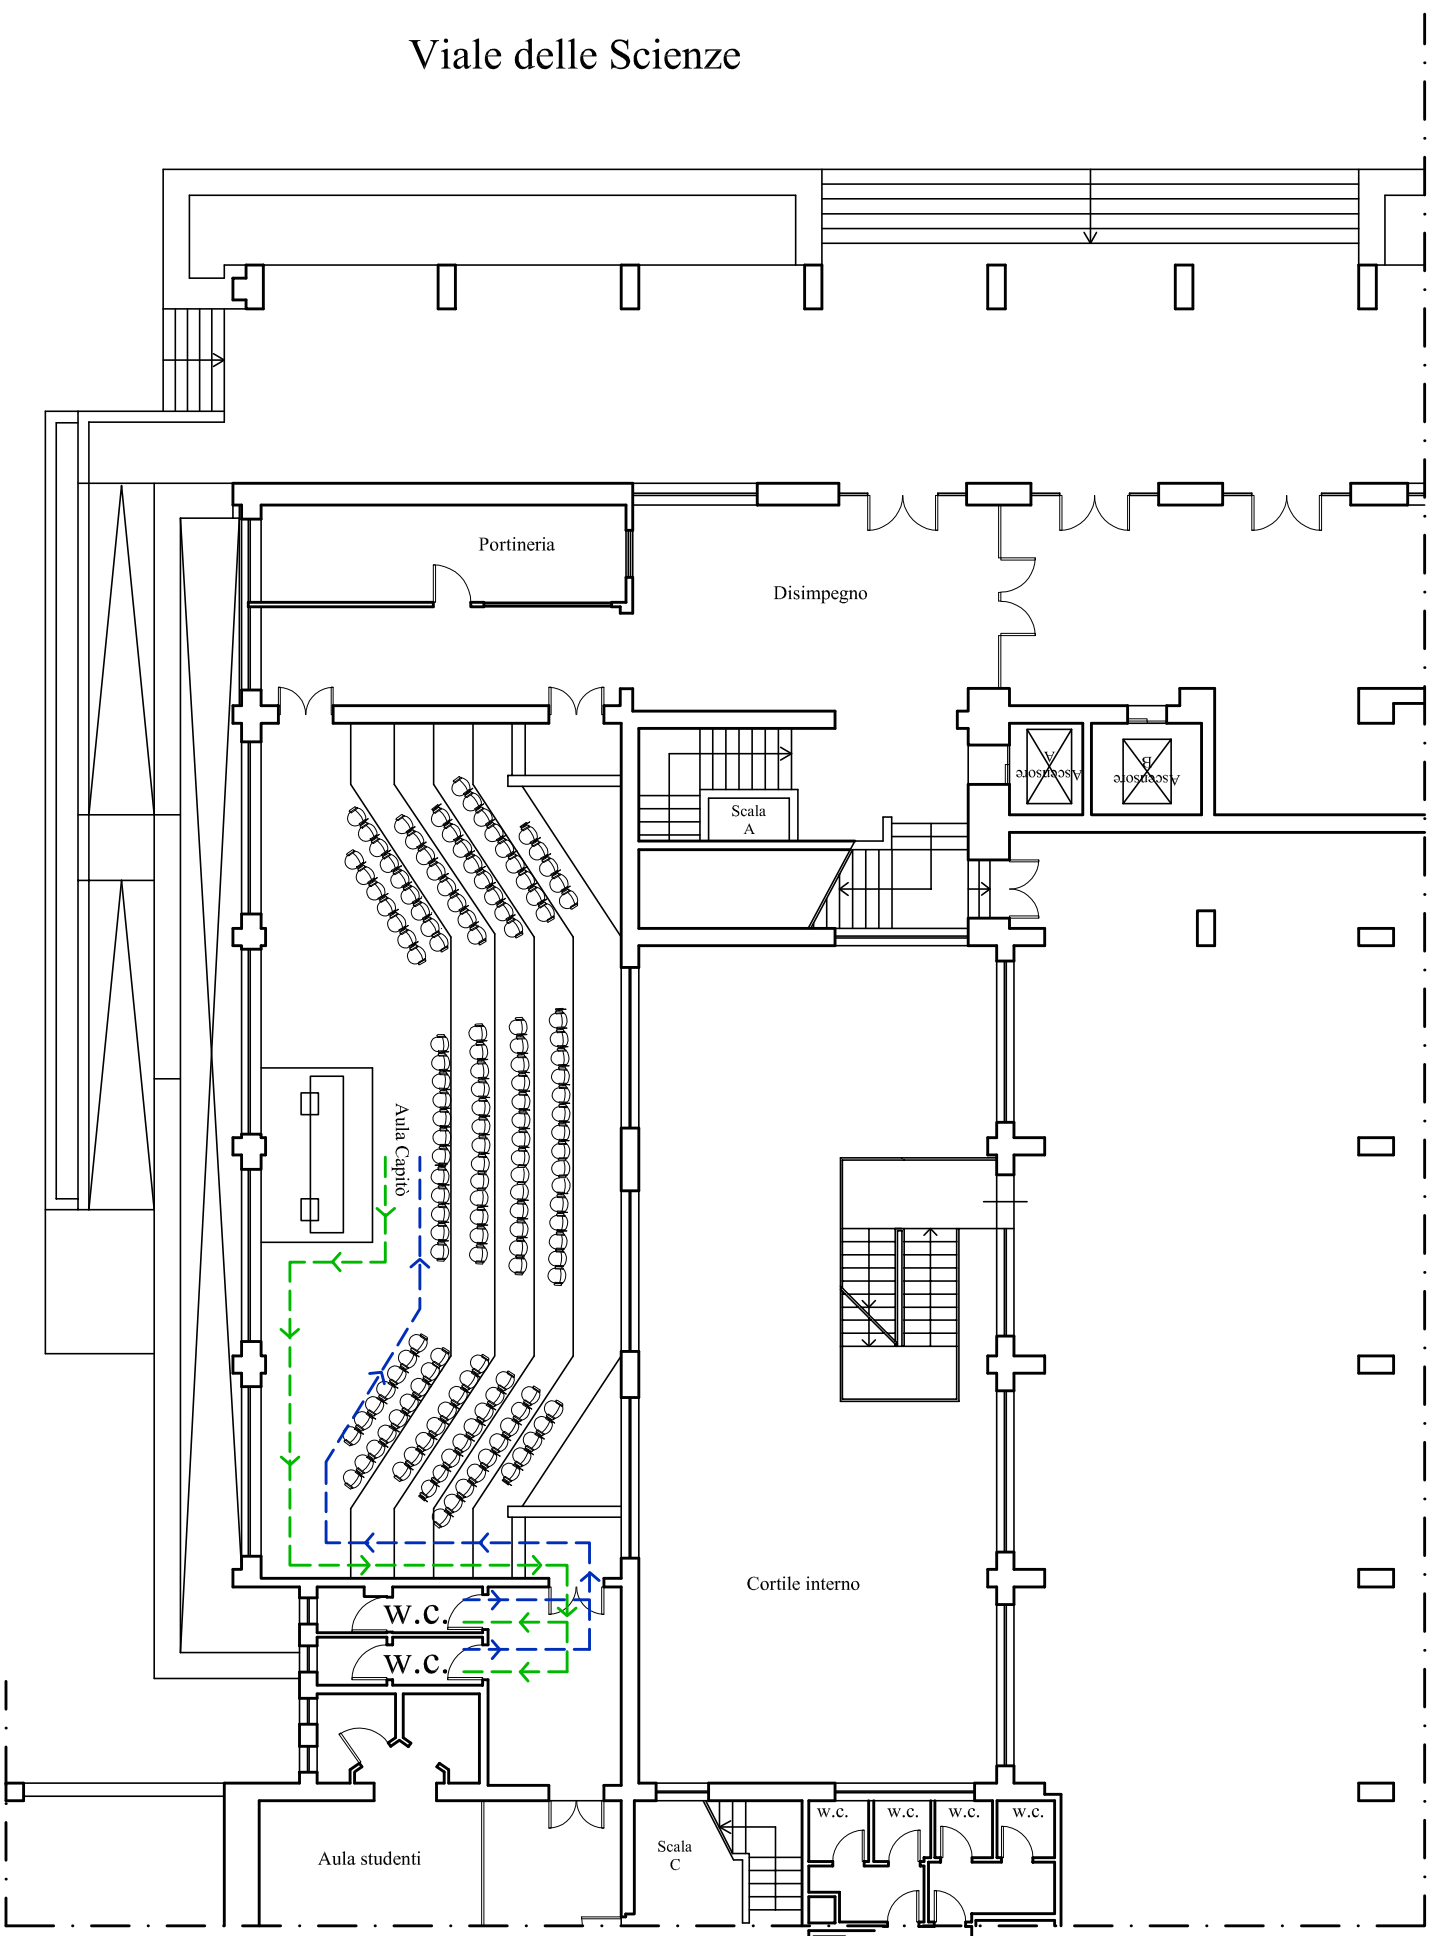 Viale delle Scienze
Portineria
Disimpegno
Ascensore
A
Ascensore
B
Scala
A
Aula Capitò
Cortile interno
w.c.
w.c.
w.c.
w.c.
w.c.
w.c.
Scala
C
Aula studenti